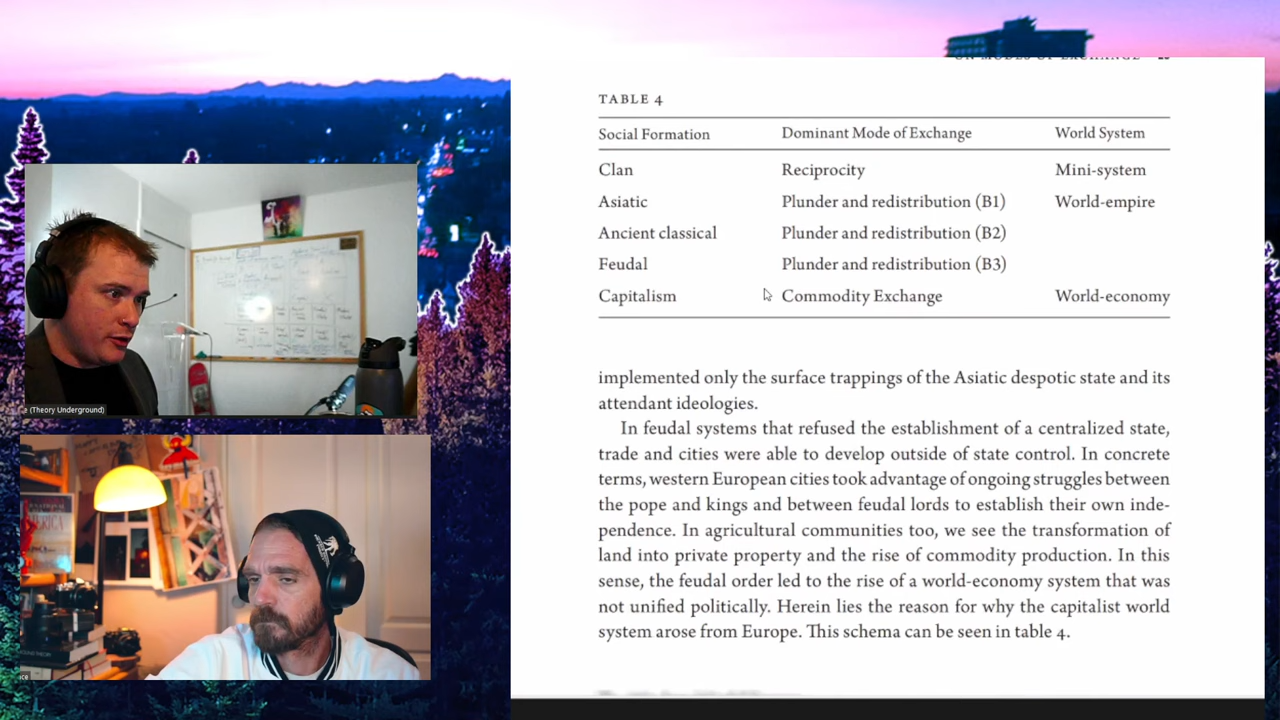 TABLE 4
Social Formation Dominant Mode of Exchange World System
Clan Reciprocity Mini-system
Asiatic Plunder and redistribution (B1) World-empire
Ancient classical Plunder and redistribution (B2)
Feudal Plunder and redistribution (B3)
Capitalism Commodity Exchange World-economy
implemented only the surface trappings of the Asiatic despotic state and its
attendant ideologies.
In feudal systems that refused the establishment of a centralized state,
trade and cities were able to develop outside of state control. In concrete
terms, western European cities took advantage of ongoing struggles between
the pope and kings and between feudal lords to establish their own inde-
pendence. In agricultural communities too, we see the transformation of
land into private property and the rise of commodity production. In this
sense, the feudal order led to the rise of a world-economy system that was
not unified politically. Herein lies the reason for why the capitalist world
system arose from Europe. This schema can be seen in table 4.
(Theory Underground)